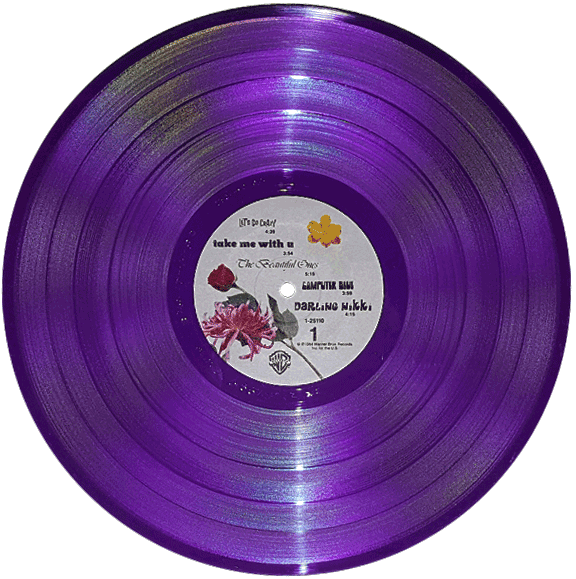 LET'S GO CRAZY
4:39
take me with u
3:54
The Beautiful Ones
5:15
COMPUTER BLUE
3:59
DARLING NIKKI
4:15
1-25110
1
WB